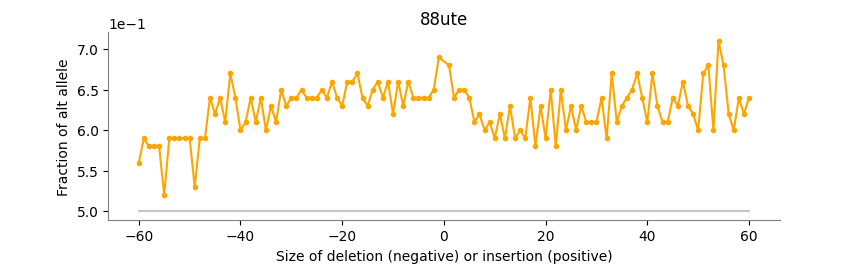 88ute
1e−1
7.0
6.5
6.0
5.5
5.0
Fraction of alt allele
−60 −40 −20 0 20 40 60
Size of deletion (negative) or insertion (positive)